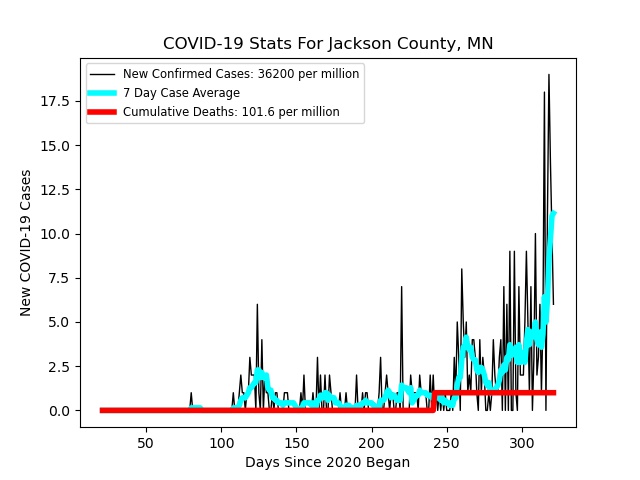 COVID-19 Stats For Jackson County, MN
New Confirmed Cases: 36200 per million
7 Day Case Average
Cumulative Deaths: 101.6 per million
New COVID-19 Cases
17.5
15.0
12.5
10.0
7.5
5.0
2.5
0.0
50 100 150 200 250 300
Days Since 2020 Began